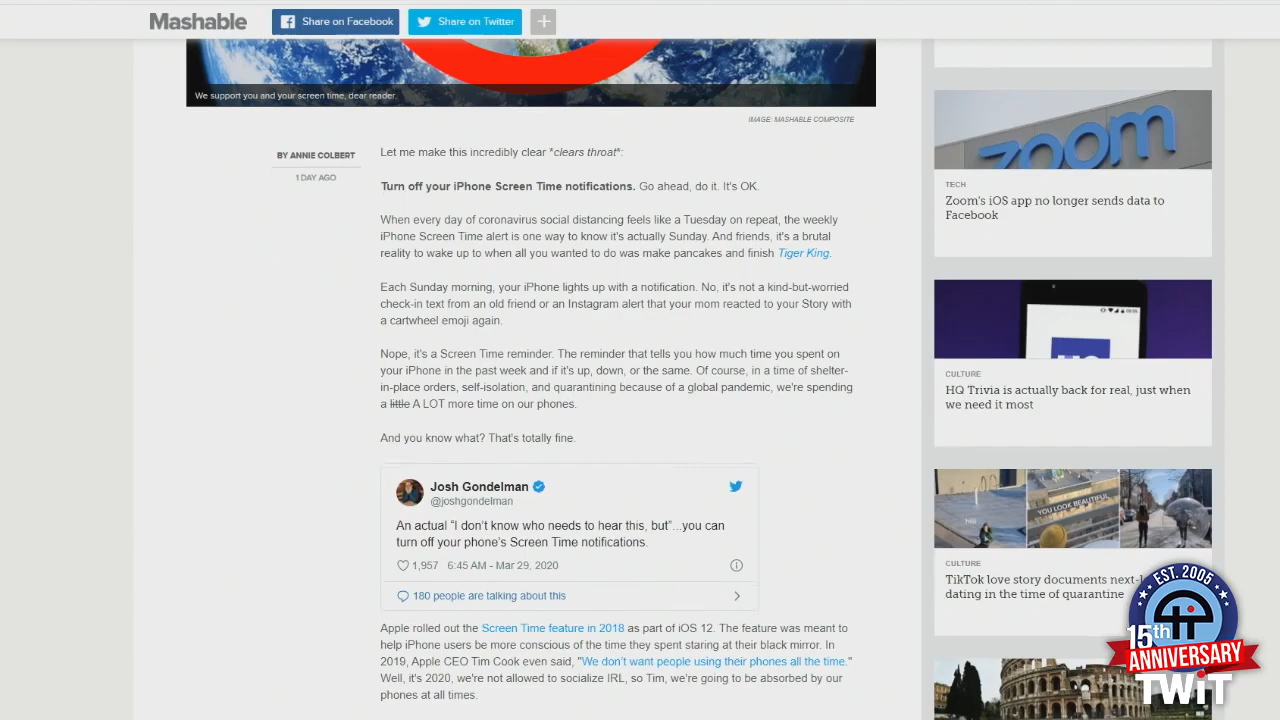 Mashable
Share on Facebook
Share on Twitter
+
We support you and your screen time, dear reader.
IMAGE: MASHABLE COMPOSITE
BY ANNIE COLBERT
1 DAY AGO
Let me make this incredibly clear *clears throat*:
Turn off your iPhone Screen Time notifications. Go ahead, do it. It's OK.
When every day of coronavirus social distancing feels like a Tuesday on repeat, the weekly
iPhone Screen Time alert is one way to know it's actually Sunday. And friends, it's a brutal
reality to wake up to when all you wanted to do was make pancakes and finish Tiger King.
Each Sunday morning, your iPhone lights up with a notification. No, it's not a kind-but-worried
check-in text from an old friend or an Instagram alert that your mom reacted to your Story with
a cartwheel emoji again.
Nope, it's a Screen Time reminder. The reminder that tells you how much time you spent on
your iPhone in the past week and if it's up, down, or the same. Of course, in a time of shelter-
in-place orders, self-isolation, and quarantining because of a global pandemic, we're spending
a little A LOT more time on our phones.
And you know what? That's totally fine.
Josh Gondelman
@joshgondelman
An actual “I don’t know who needs to hear this, but”...you can
turn off your phone’s Screen Time notifications.
1,957 6:45 AM - Mar 29, 2020
180 people are talking about this
Apple rolled out the Screen Time feature in 2018 as part of iOS 12. The feature was meant to
help iPhone users be more conscious of the time they spent staring at their black mirror. In
2019, Apple CEO Tim Cook even said, "We don't want people using their phones all the time."
Well, it's 2020, we're not allowed to socialize IRL, so Tim, we're going to be absorbed by our
phones at all times.
zoom
TECH
Zoom's iOS app no longer sends data to
Facebook
HQ
CULTURE
HQ Trivia is actually back for real, just when
we need it most
YOU LOOK BEAUTIFUL
CULTURE
TikTok love story documents next-l
dating in the time of quarantine
EST. 2005
15th
ANNIVERSARY
TWiT